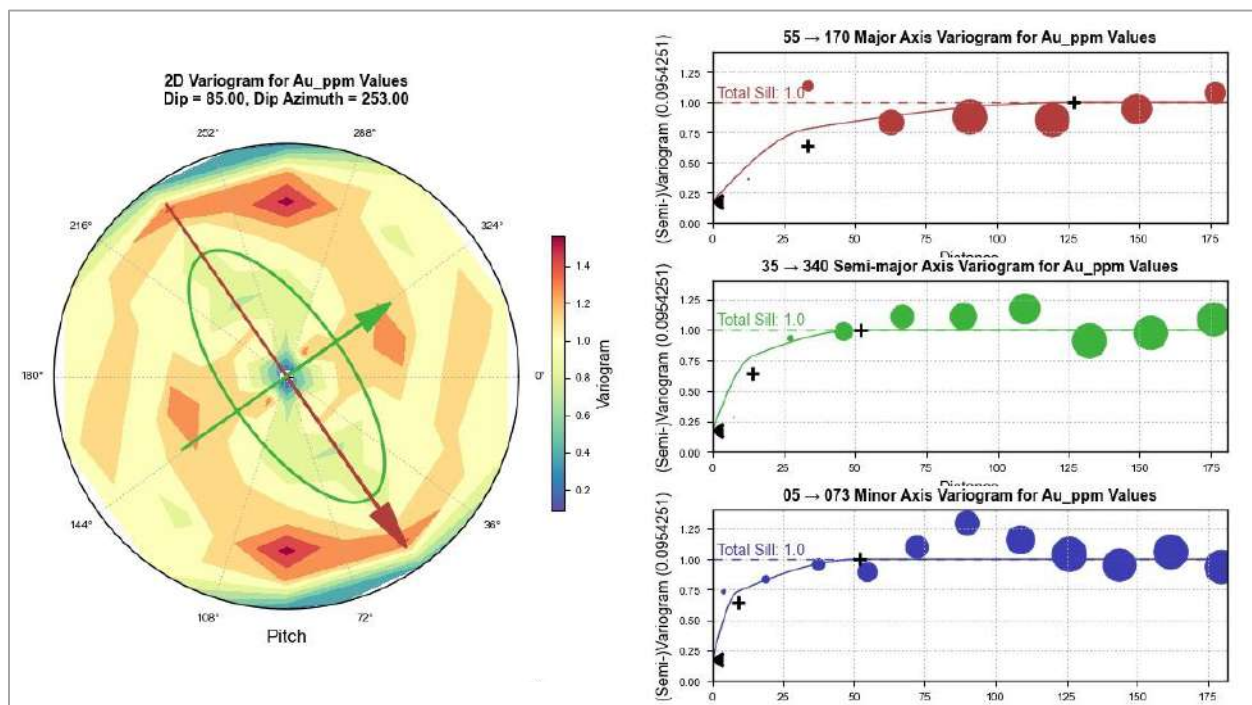 2D Variogram for Au_ppm Values
Dip = 85.00, Dip Azimuth = 253.00
252°
288°
216°
324°
180°
0°
144°
36°
108°
72°
Pitch
1.4
1.2
1.0
0.8
0.6
0.4
0.2
Variogram
55 → 170 Major Axis Variogram for Au_ppm Values
(Semi-)Variogram (0.0954251)
1.25
1.00
0.75
0.50
0.25
0.00
Total Sill: 1.0
0 25 50 75 100 125 150 175
Distance
35 → 340 Semi-major Axis Variogram for Au_ppm Values
(Semi-)Variogram (0.0954251)
1.25
1.00
0.75
0.50
0.25
0.00
Total Sill: 1.0
0 25 50 75 100 125 150 175
Distance
05 → 073 Minor Axis Variogram for Au_ppm Values
(Semi-)Variogram (0.0954251)
1.25
1.00
0.75
0.50
0.25
0.00
Total Sill: 1.0
0 25 50 75 100 125 150 175